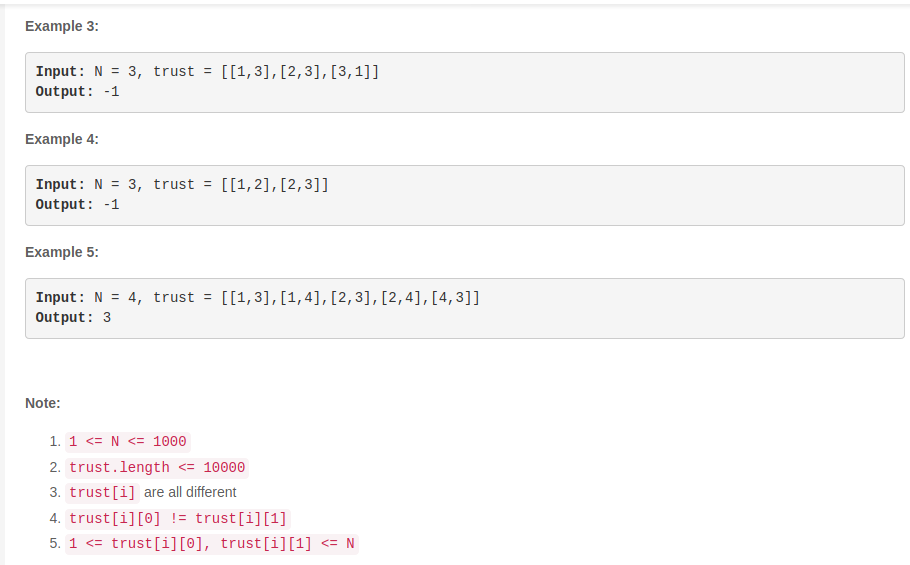 Example 3:
Input: N = 3, trust = [[1,3],[2,3],[3,1]]
Output: -1
Example 4:
Input: N = 3, trust = [[1,2],[2,3]]
Output: -1
Example 5:
Input: N = 4, trust = [[1,3],[1,4],[2,3],[2,4],[4,3]]
Output: 3
Note:
1. 1 <= N <= 1000
2. trust.length <= 10000
3. trust[i] are all different
4. trust[i][0] != trust[i][1]
5. 1 <= trust[i][0], trust[i][1] <= N